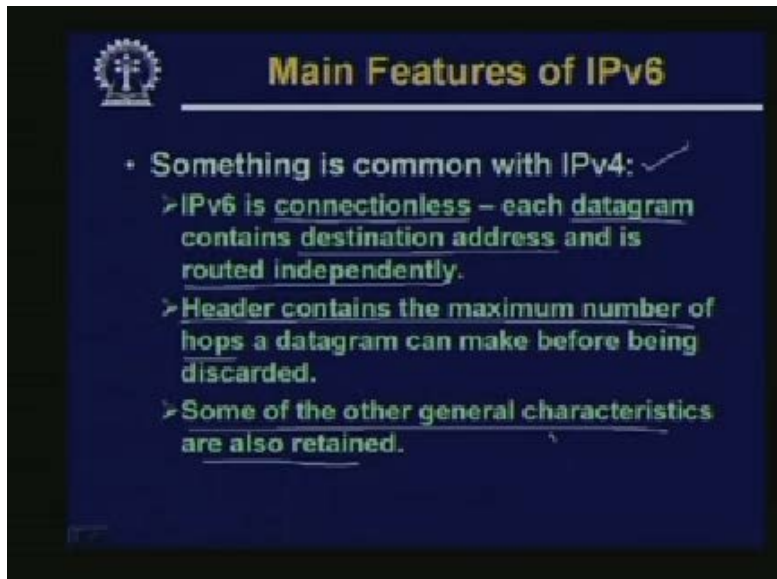 Main Features of IPv6
• Something is common with IPv4:
➢IPv6 is connectionless – each datagram
contains destination address and is
routed independently.
➢Header contains the maximum number of
hops a datagram can make before being
discarded.
➢Some of the other general characteristics
are also retained.